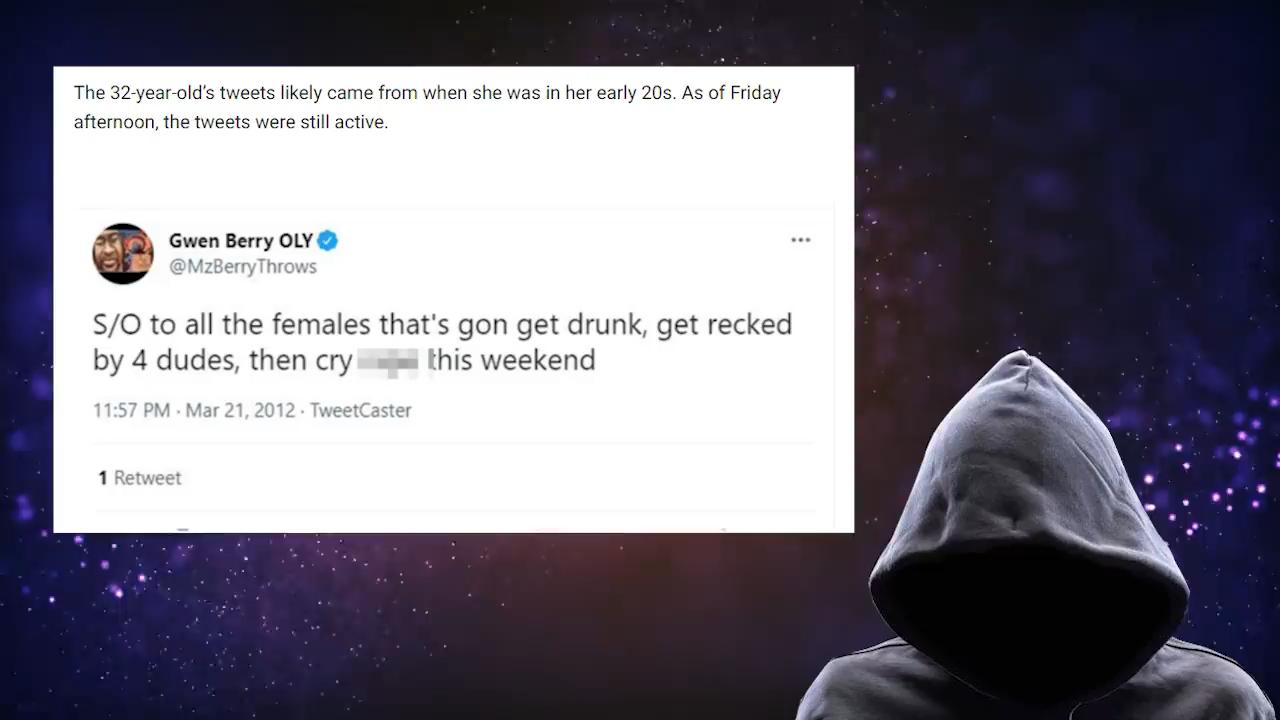 The 32-year-old's tweets likely came from when she was in her early 20s. As of Friday
afternoon, the tweets were still active.
Gwen Berry OLY
@MzBerryThrows
S/O to all the females that's gon get drunk, get recked
by 4 dudes, then cry this weekend
11:57 PM · Mar 21, 2012 · TweetCaster
1 Retweet